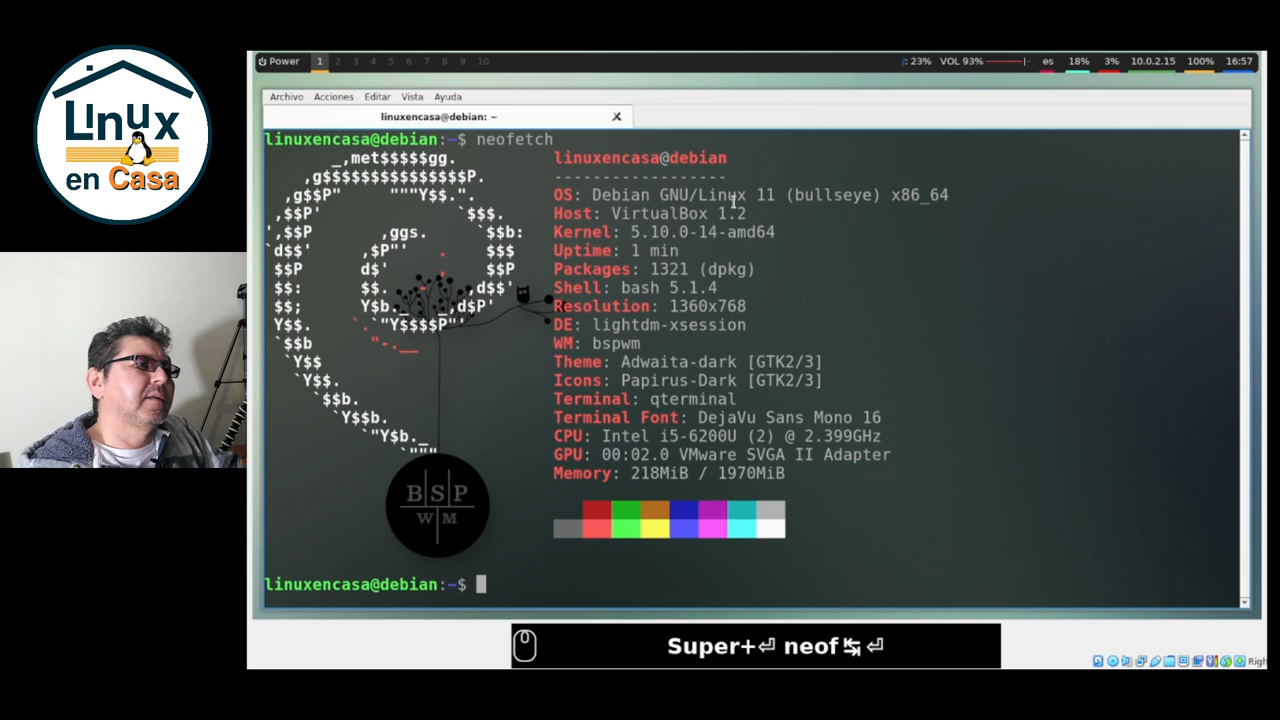 Linux
en Casa
Power 1 2 3 4 5 6 7 8 9 10 : 23% VOL 93% es 18% 3% 10.0.2.15 100% 16:57
Archivo Acciones Editar Vista Ayuda
linuxencasa@debian: ~ X
linuxencasa@debian:~$ neofetch
_,met$$$$$gg. linuxencasa@debian
,g$$$$$$$$$$$$$$$P. ------------------
,g$$P" """Y$$.". OS: Debian GNU/Linux 11 (bullseye) x86_64
,$$P' `$$$. Host: VirtualBox 1.2
',$$P ,ggs. `$$b: Kernel: 5.10.0-14-amd64
`d$$' ,$P"' . $$$ Uptime: 1 min
$$P d$' , $$P Packages: 1321 (dpkg)
$$: $$. - ,d$$' Shell: bash 5.1.4
$$; Y$b._ _,d$P' Resolution: 1360x768
Y$$. `.`"Y$$$$P"' DE: lightdm-xsession
`$$b "-.__ WM: bspwm
`Y$$ Theme: Adwaita-dark [GTK2/3]
`Y$$. Icons: Papirus-Dark [GTK2/3]
`$$b. Terminal: qterminal
`Y$$b. Terminal Font: DejaVu Sans Mono 16
`"Y$b._ CPU: Intel i5-6200U (2) @ 2.399GHz
`""" GPU: 00:02.0 VMware SVGA II Adapter
Memory: 218MiB / 1970MiB
BSP
WM
linuxencasa@debian:~$
Super+⏎ neof↹ ⏎
Righ